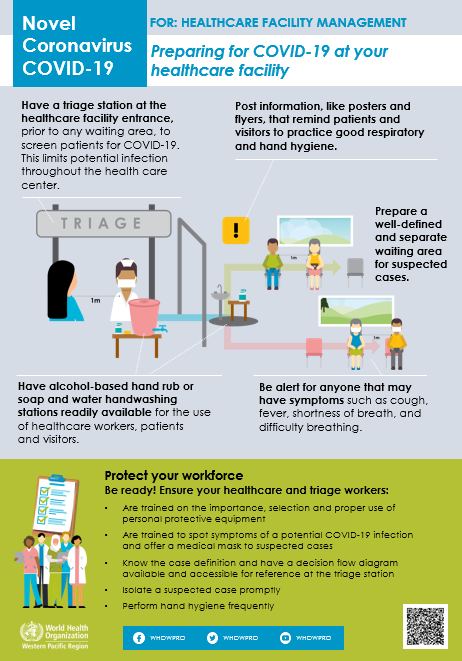 Novel
Coronavirus
COVID-19
FOR: HEALTHCARE FACILITY MANAGEMENT
Preparing for COVID-19 at your
healthcare facility
Have a triage station at the
healthcare facility entrance,
prior to any waiting area, to
screen patients for COVID-19.
This limits potential infection
throughout the health care
center.
Post information, like posters and
flyers, that remind patients and
visitors to practice good respiratory
and hand hygiene.
TRIAGE
!
Prepare a
well-defined
and separate
waiting area
for suspected
cases.
1m
1m
1m
Have alcohol-based hand rub or
soap and water handwashing
stations readily available for the use
of healthcare workers, patients
and visitors.
Be alert for anyone that may
have symptoms such as cough,
fever, shortness of breath, and
difficulty breathing.
Protect your workforce
Be ready! Ensure your healthcare and triage workers:
• Are trained on the importance, selection and proper use of
personal protective equipment
• Are trained to spot symptoms of a potential COVID-19 infection
and offer a medical mask to suspected cases
• Know the case definition and have a decision flow diagram
available and accessible for reference at the triage station
• Isolate a suspected case promptly
• Perform hand hygiene frequently
World Health
Organization
Western Pacific Region
WHOWPRO
WHOWPRO
WHOWPRO